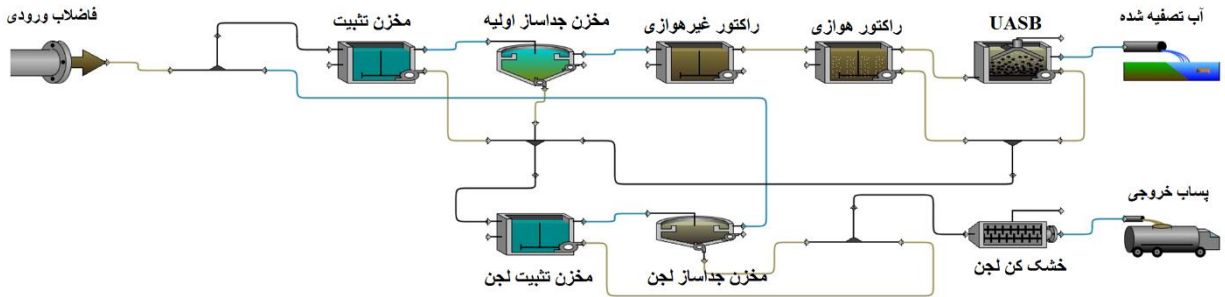 فاضلاب ورودی
مخزن تثبیت
مخزن جداساز اولیه
راکتور غیرهوازی
راکتور هوازی
UASB
آب تصفیه شده
مخزن تثبیت لجن
مخزن جداساز لجن
خشک کن لجن
پساب خروجی